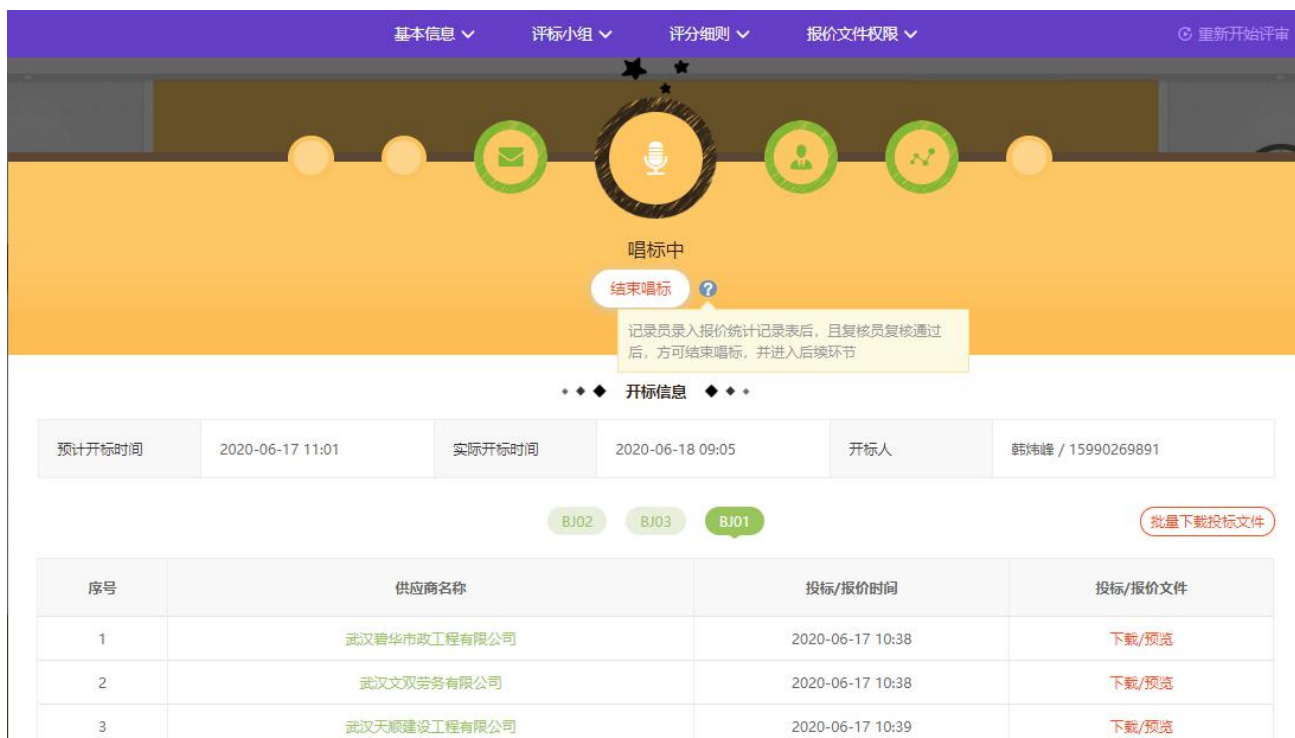 基本信息 评标小组 评分细则 报价文件权限 重新开始评审
唱标中
结束唱标 ?
记录员录入报价统计记录表后，且复核员复核通过
后，方可结束唱标，并进入后续环节
开标信息
预计开标时间 2020-06-17 11:01 实际开标时间 2020-06-18 09:05 开标人 韩炜峰 / 15990269891
BJ02 BJ03 BJ01 批量下载投标文件
序号 供应商名称 投标/报价时间 投标/报价文件
1 武汉碧华市政工程有限公司 2020-06-17 10:38 下载/预览
2 武汉文双劳务有限公司 2020-06-17 10:38 下载/预览
3 武汉天顺建设工程有限公司 2020-06-17 10:39 下载/预览